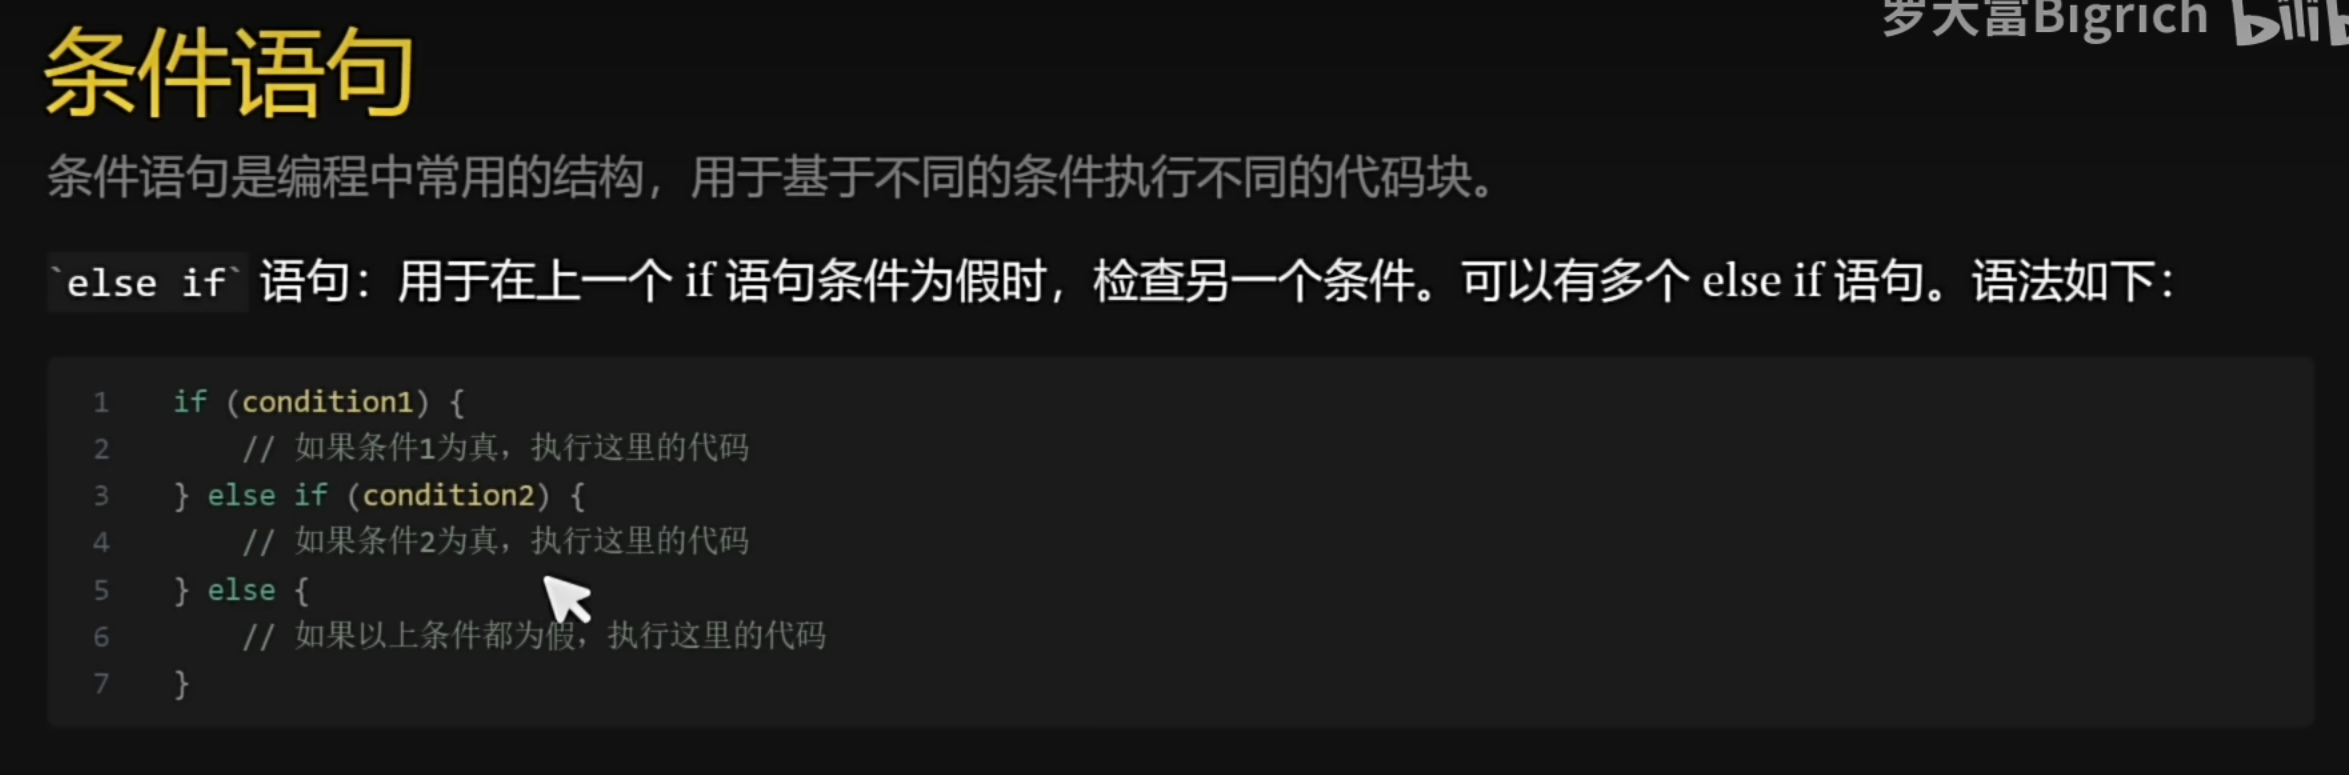 罗大富Bigrich bilib
条件语句
条件语句是编程中常用的结构，用于基于不同的条件执行不同的代码块。
`else if` 语句：用于在上一个 if 语句条件为假时，检查另一个条件。可以有多个 else if 语句。语法如下：
1 if (condition1) {
2 // 如果条件1为真，执行这里的代码
3 } else if (condition2) {
4 // 如果条件2为真，执行这里的代码
5 } else {
6 // 如果以上条件都为假，执行这里的代码
7 }